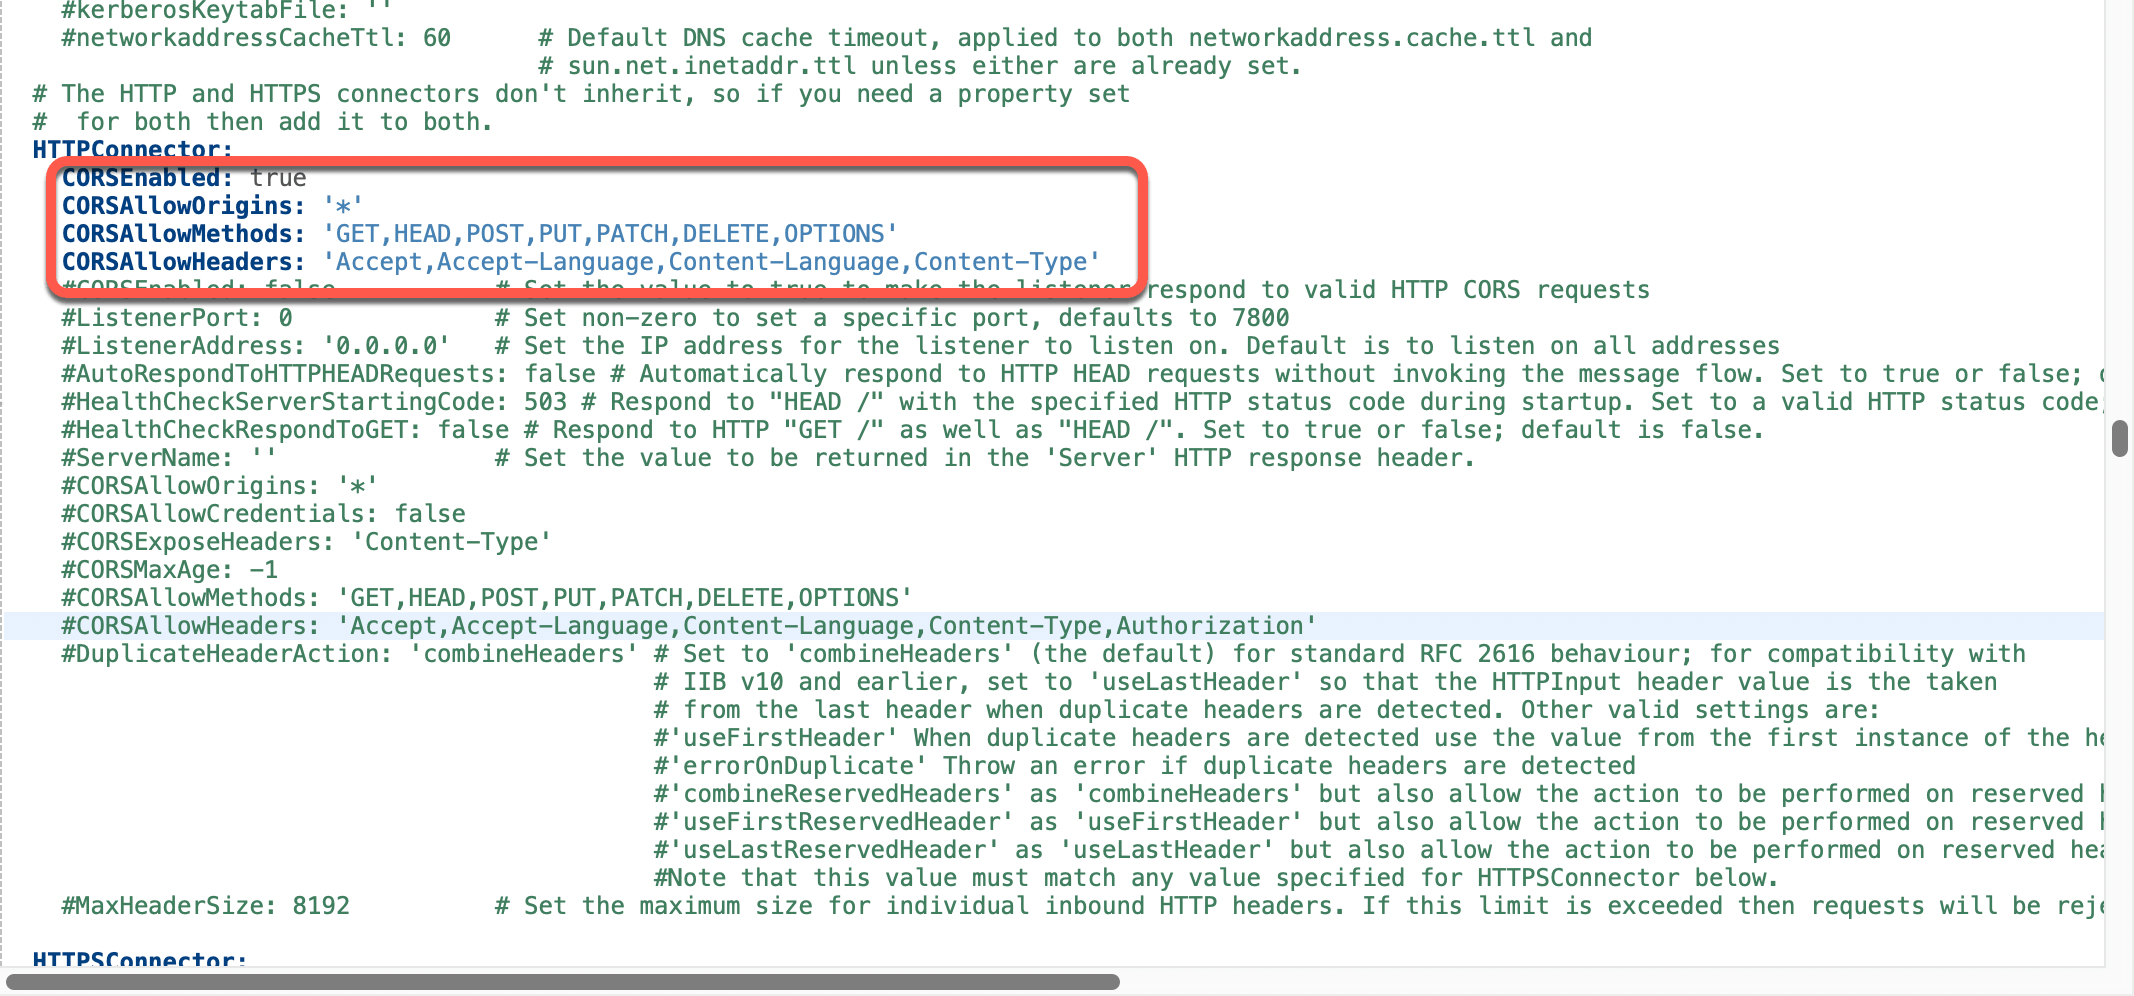 #kerberosKeytabFile: ''
#networkaddressCacheTtl: 60      # Default DNS cache timeout, applied to both networkaddress.cache.ttl and
# sun.net.inetaddr.ttl unless either are already set.
# The HTTP and HTTPS connectors don't inherit, so if you need a property set
#  for both then add it to both.
HTTPConnector:
CORSEnabled: true
CORSAllowOrigins: '*'
CORSAllowMethods: 'GET,HEAD,POST,PUT,PATCH,DELETE,OPTIONS'
CORSAllowHeaders: 'Accept,Accept-Language,Content-Language,Content-Type'
#CORSEnabled: false           # Set the value to true to make the listener respond to valid HTTP CORS requests
#ListenerPort: 0              # Set non-zero to set a specific port, defaults to 7800
#ListenerAddress: '0.0.0.0'   # Set the IP address for the listener to listen on. Default is to listen on all addresses
#AutoRespondToHTTPHEADRequests: false # Automatically respond to HTTP HEAD requests without invoking the message flow. Set to true or false;
#HealthCheckServerStartingCode: 503 # Respond to "HEAD /" with the specified HTTP status code during startup. Set to a valid HTTP status code;
#HealthCheckRespondToGET: false # Respond to HTTP "GET /" as well as "HEAD /". Set to true or false; default is false.
#ServerName: ''               # Set the value to be returned in the 'Server' HTTP response header.
#CORSAllowOrigins: '*'
#CORSAllowCredentials: false
#CORSExposeHeaders: 'Content-Type'
#CORSMaxAge: -1
#CORSAllowMethods: 'GET,HEAD,POST,PUT,PATCH,DELETE,OPTIONS'
#CORSAllowHeaders: 'Accept,Accept-Language,Content-Language,Content-Type,Authorization'
#DuplicateHeaderAction: 'combineHeaders' # Set to 'combineHeaders' (the default) for standard RFC 2616 behaviour; for compatibility with
# IIB v10 and earlier, set to 'useLastHeader' so that the HTTPInput header value is the taken
# from the last header when duplicate headers are detected. Other valid settings are:
#'useFirstHeader' When duplicate headers are detected use the value from the first instance of the
#'errorOnDuplicate' Throw an error if duplicate headers are detected
#'combineReservedHeaders' as 'combineHeaders' but also allow the action to be performed on reserved
#'useFirstReservedHeader' as 'useFirstHeader' but also allow the action to be performed on reserved
#'useLastReservedHeader' as 'useLastHeader' but also allow the action to be performed on reserved
#Note that this value must match any value specified for HTTPSConnector below.
#MaxHeaderSize: 8192          # Set the maximum size for individual inbound HTTP headers. If this limit is exceeded then requests will be
HTTPSConnector: